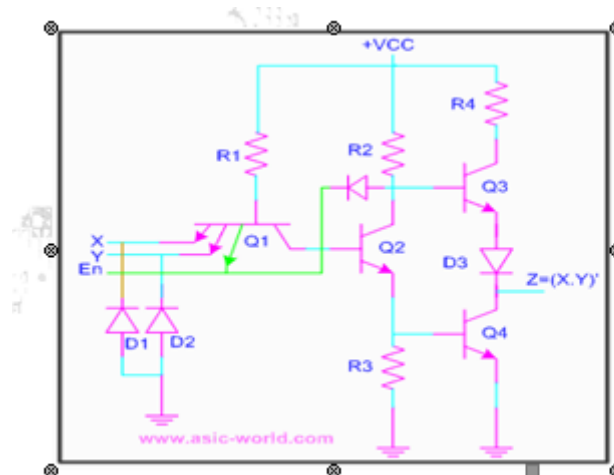 +VCC
R4
R1
R2
Q3
X
Y
En
Q1
Q2
D3
Z=(X.Y)'
D1
D2
Q4
R3
www.asic-world.com